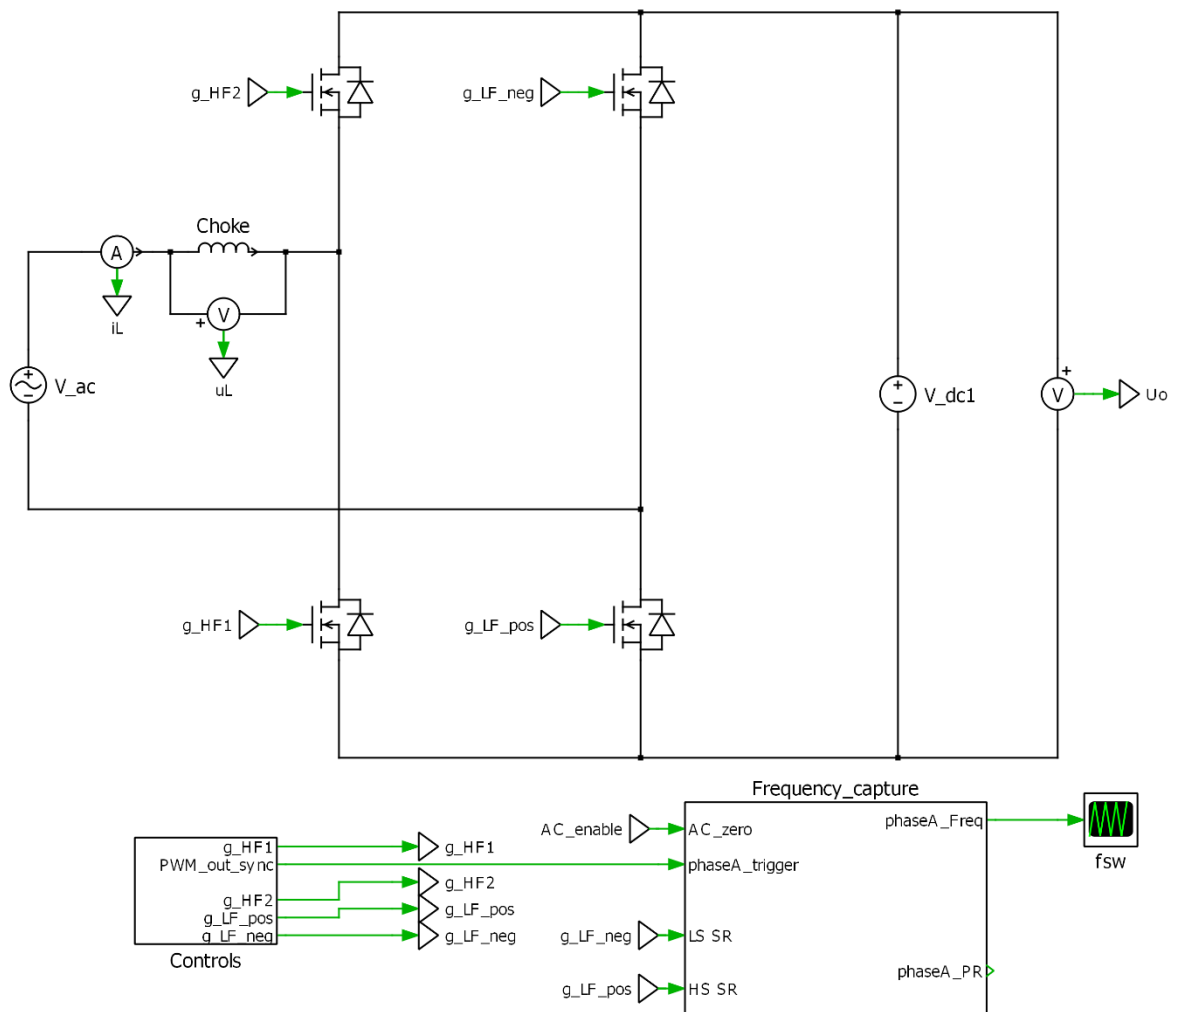 g_HF2
g_LF_neg
Choke
A
iL
V
+
uL
+
V_ac
−
+
V_dc1
−
+
V
Uo
g_HF1
g_LF_pos
Frequency_capture
g_HF1
PWM_out_sync
g_HF2
g_LF_pos
g_LF_neg
Controls
g_HF1
g_HF2
g_LF_pos
g_LF_neg
AC_enable
AC_zero
phaseA_trigger
g_LF_neg
LS SR
g_LF_pos
HS SR
phaseA_Freq
phaseA_PR
fsw